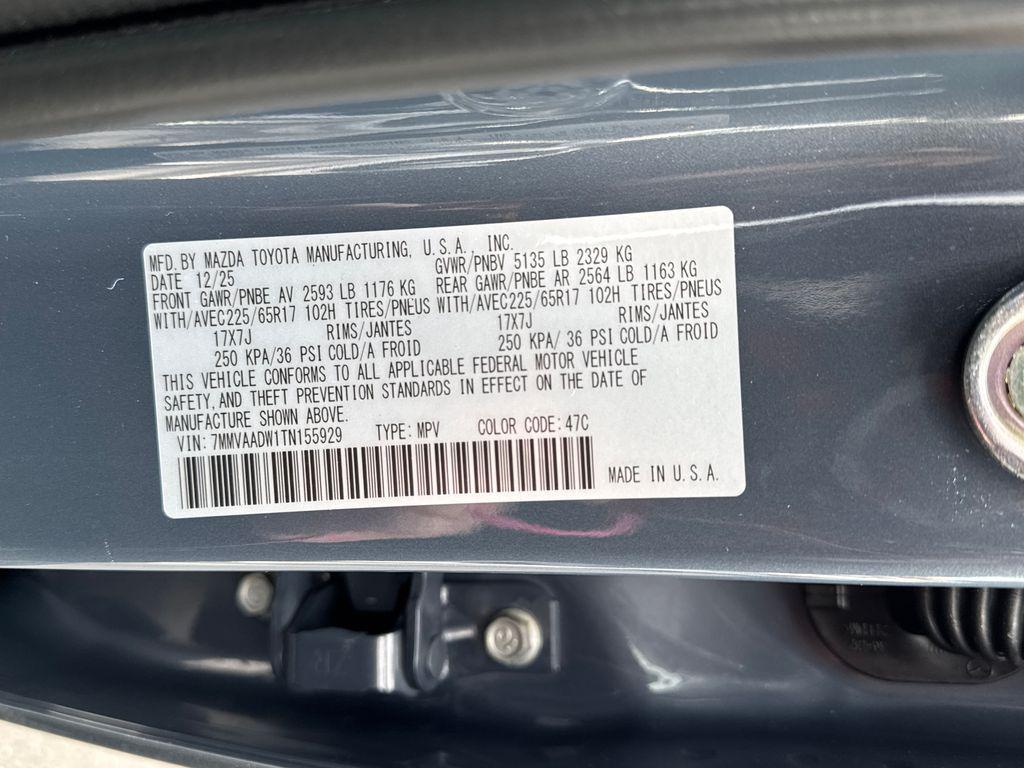 MFD. BY MAZDA TOYOTA MANUFACTURING, U.S.A., INC.
DATE 12/25 GVWR/PNBV 5135 LB 2329 KG
FRONT GAWR/PNBE AV 2593 LB 1176 KG REAR GAWR/PNBE AR 2564 LB 1163 KG
WITH/AVEC225/65R17 102H TIRES/PNEUS WITH/AVEC225/65R17 102H TIRES/PNEUS
17X7J RIMS/JANTES 17X7J RIMS/JANTES
250 KPA/36 PSI COLD/A FROID 250 KPA/36 PSI COLD/A FROID
THIS VEHICLE CONFORMS TO ALL APPLICABLE FEDERAL MOTOR VEHICLE
SAFETY, AND THEFT PREVENTION STANDARDS IN EFFECT ON THE DATE OF
MANUFACTURE SHOWN ABOVE.
VIN: 7MMVAADW1TN155929 TYPE: MPV COLOR CODE: 47C
MADE IN U.S.A.